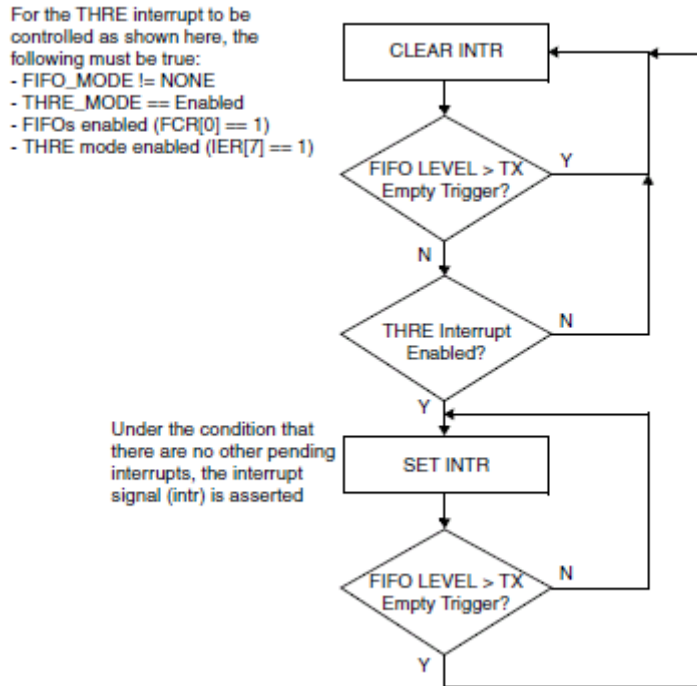 For the THRE interrupt to be
controlled as shown here, the
following must be true:
- FIFO_MODE != NONE
- THRE_MODE == Enabled
- FIFOs enabled (FCR[0] == 1)
- THRE mode enabled (IER[7] == 1)
CLEAR INTR
FIFO LEVEL > TX
Empty Trigger?
Y
N
THRE Interrupt
Enabled?
N
Y
Under the condition that
there are no other pending
interrupts, the interrupt
signal (intr) is asserted
SET INTR
FIFO LEVEL > TX
Empty Trigger?
N
Y